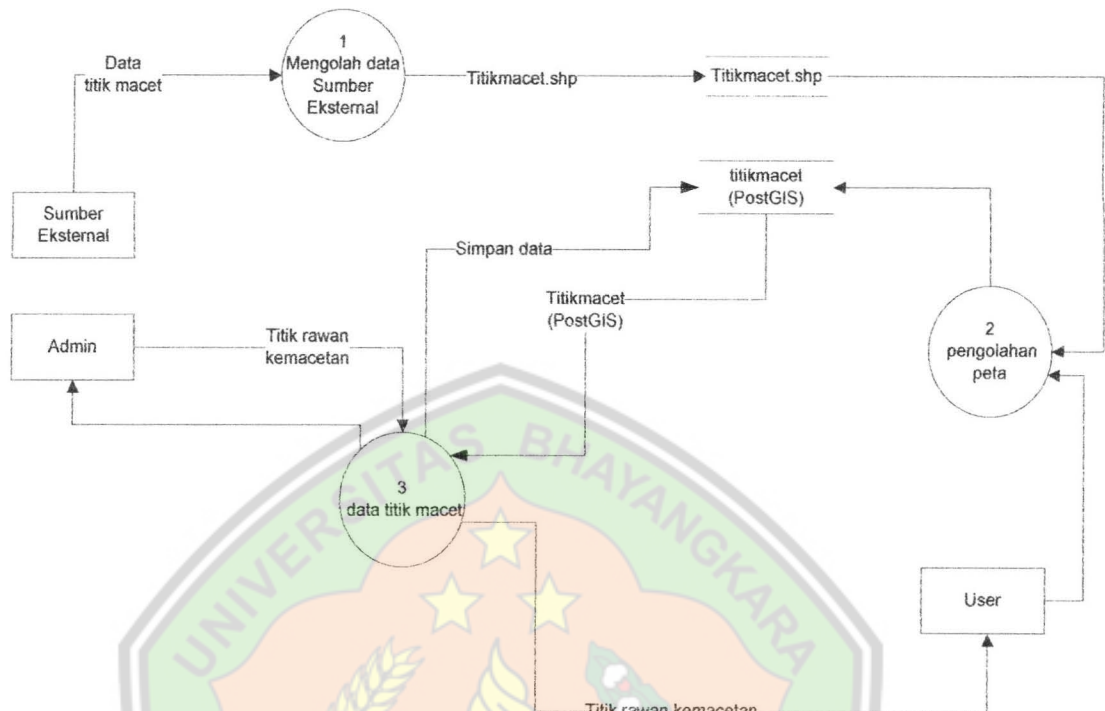 1
Mengolah data
Sumber
Eksternal
Data
titik macet
Titikmacet.shp
Titikmacet.shp
titikmacet
(PostGIS)
Sumber
Eksternal
Simpan data
Titikmacet
(PostGIS)
Admin
Titik rawan
kemacetan
2
pengolahan
peta
UNIVERSITAS BHAYANGKARA
3
data titik macet
User
Titik rawan kemacetan